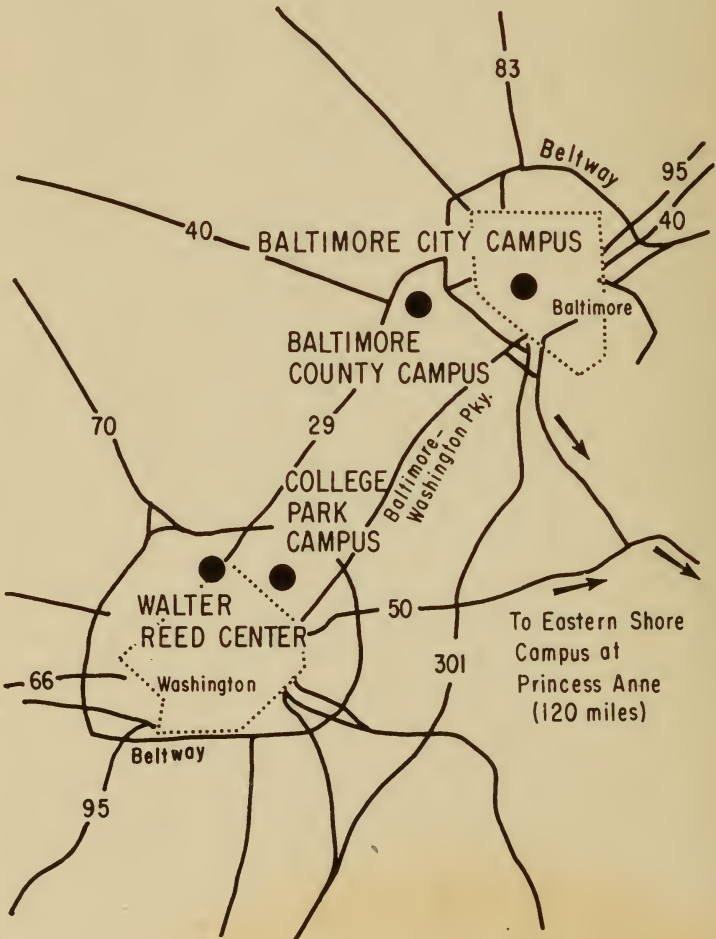 83
Beltway
95
40
40
BALTIMORE CITY CAMPUS
Baltimore
BALTIMORE
COUNTY CAMPUS
70
29
Baltimore-
Washington Pky.
COLLEGE
PARK
CAMPUS
WALTER
REED CENTER
50
To Eastern Shore
Campus at
Princess Anne
(120 miles)
301
66
Washington
Beltway
95